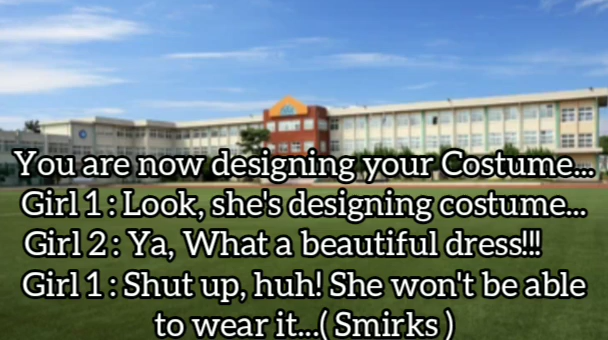 You are now designing your Costume...
Girl 1 : Look, she's designing costume...
Girl 2 : Ya, What a beautiful dress!!!
Girl 1 : Shut up, huh! She won't be able
to wear it...( Smirks )